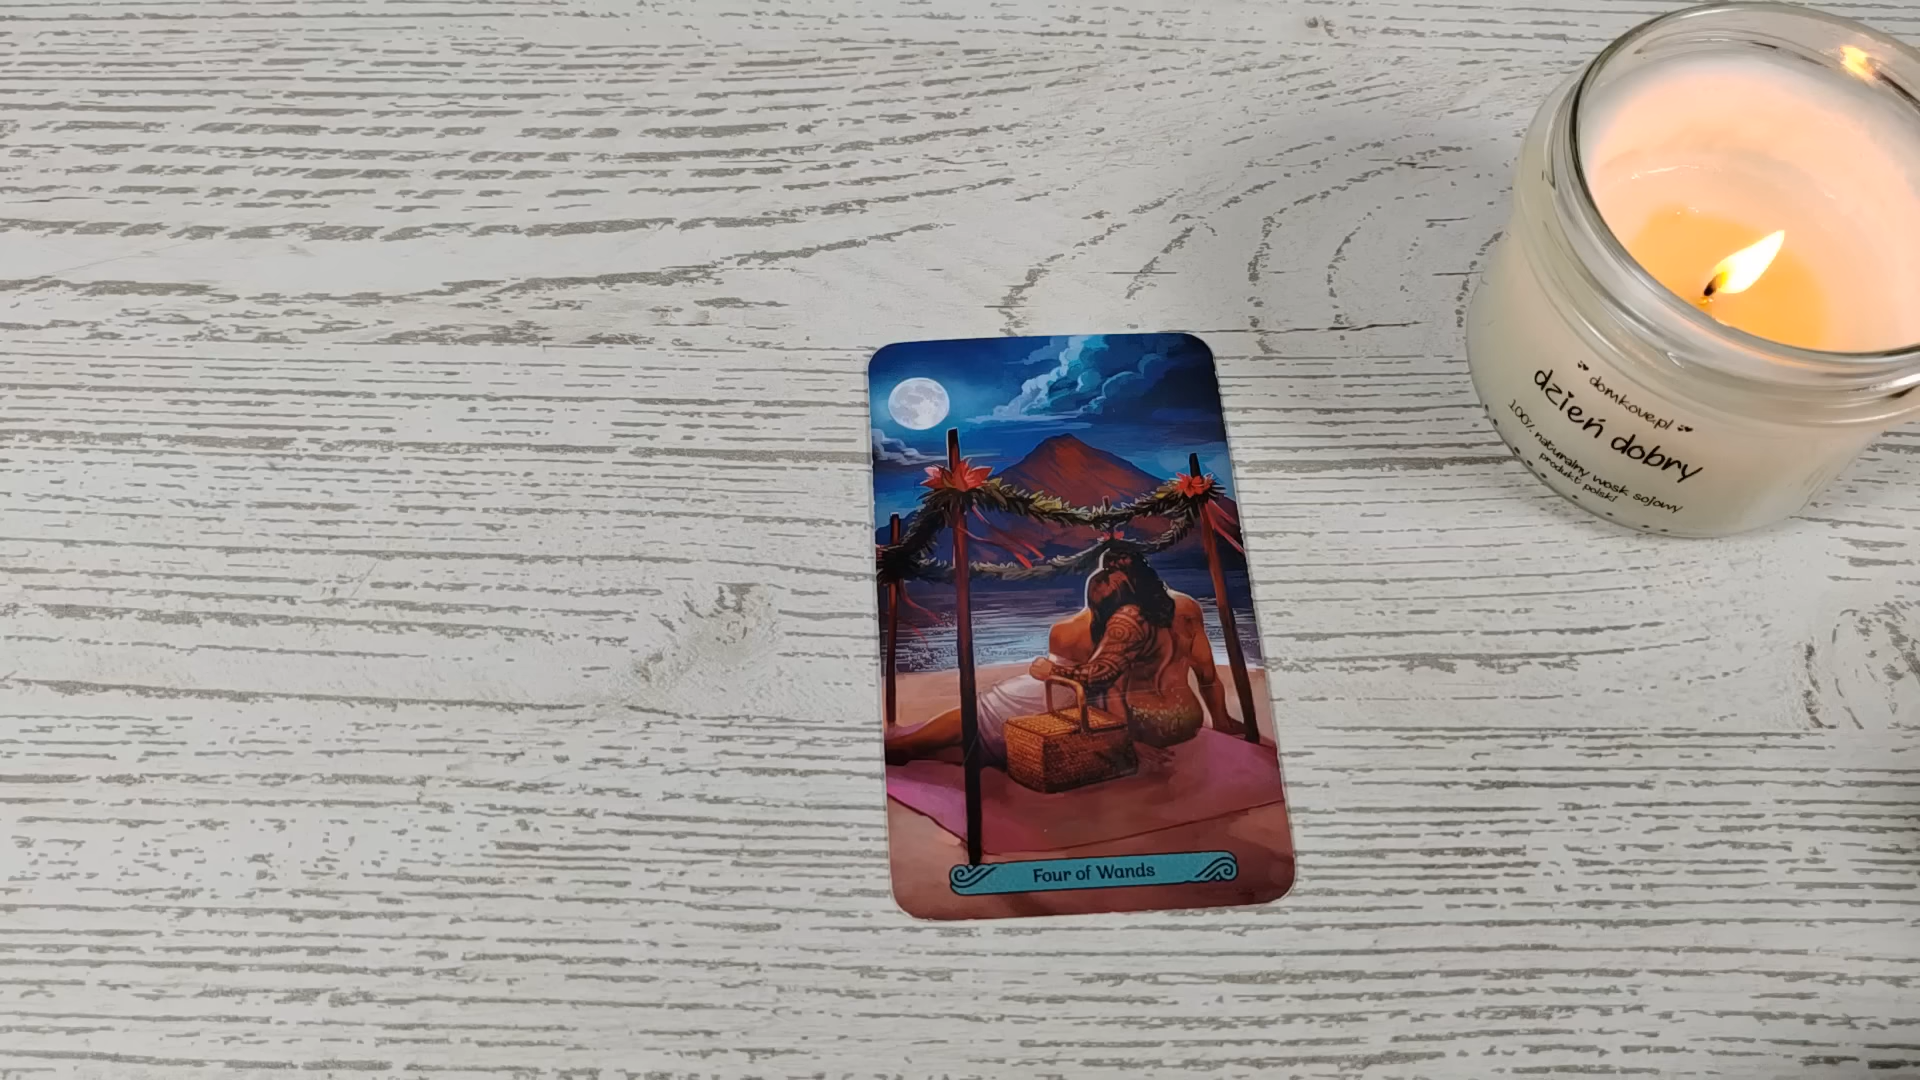 domkove.pl
dzień dobry
100% naturalny wosk sojowy
produkt polski
Four of Wands